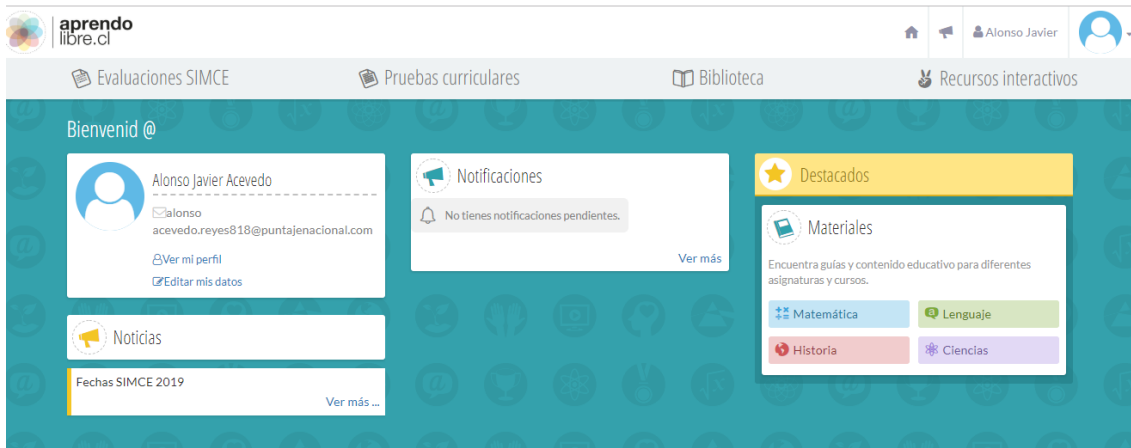 aprendo
libre.cl
Alonso Javier
Evaluaciones SIMCE
Pruebas curriculares
Biblioteca
Recursos interactivos
Bienvenid @
Alonso Javier Acevedo
alonso
acevedo.reyes818@puntajenacional.com
Ver mi perfil
Editar mis datos
Noticias
Fechas SIMCE 2019
Ver más ...
Notificaciones
No tienes notificaciones pendientes.
Ver más
Destacados
Materiales
Encuentra guías y contenido educativo para diferentes
asignaturas y cursos.
Matemática
Lenguaje
Historia
Ciencias